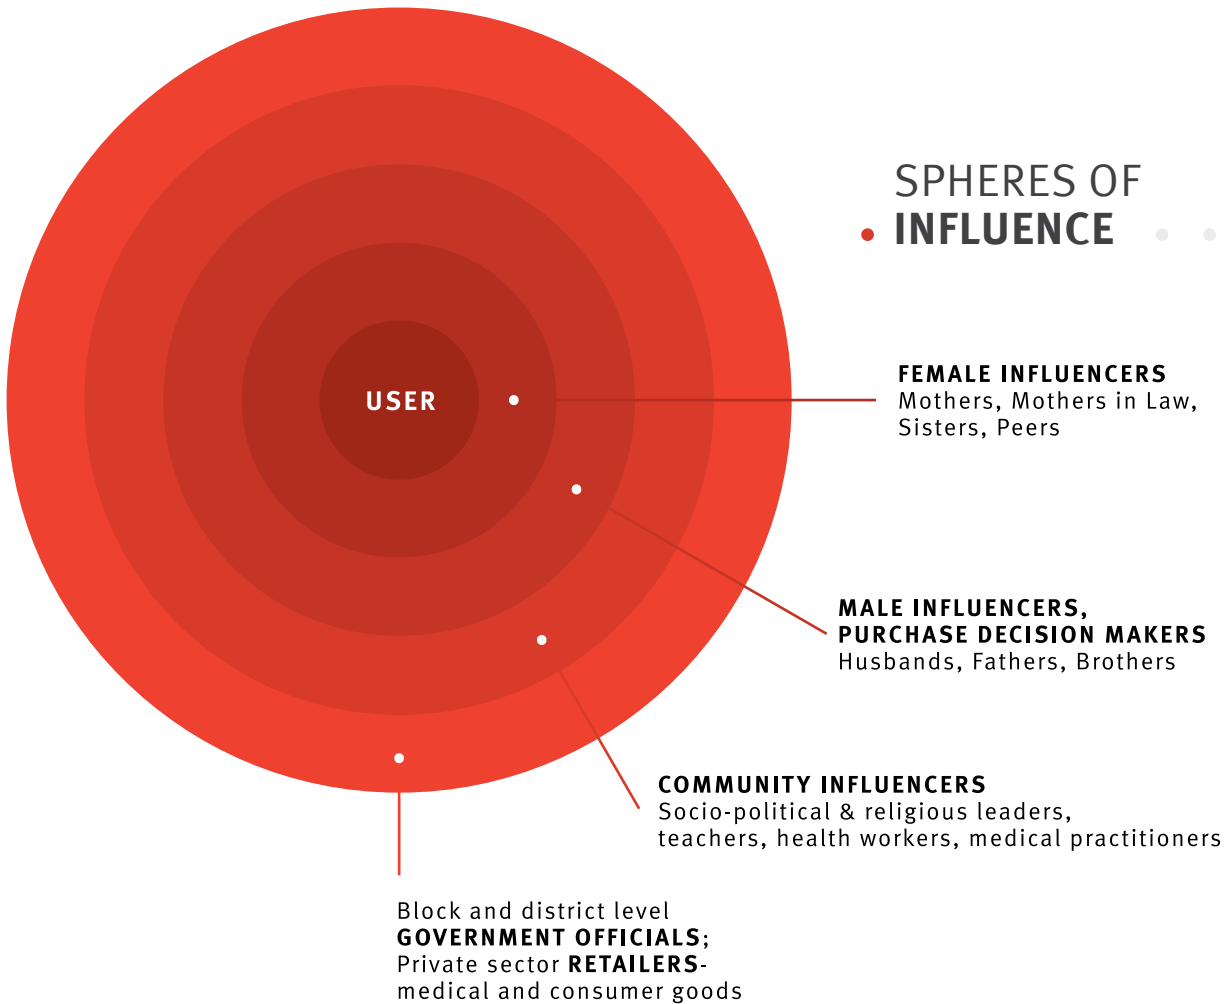 SPHERES OF
INFLUENCE
USER
FEMALE INFLUENCERS
Mothers, Mothers in Law,
Sisters, Peers
MALE INFLUENCERS,
PURCHASE DECISION MAKERS
Husbands, Fathers, Brothers
COMMUNITY INFLUENCERS
Socio-political & religious leaders,
teachers, health workers, medical practitioners
Block and district level
GOVERNMENT OFFICIALS;
Private sector RETAILERS-
medical and consumer goods